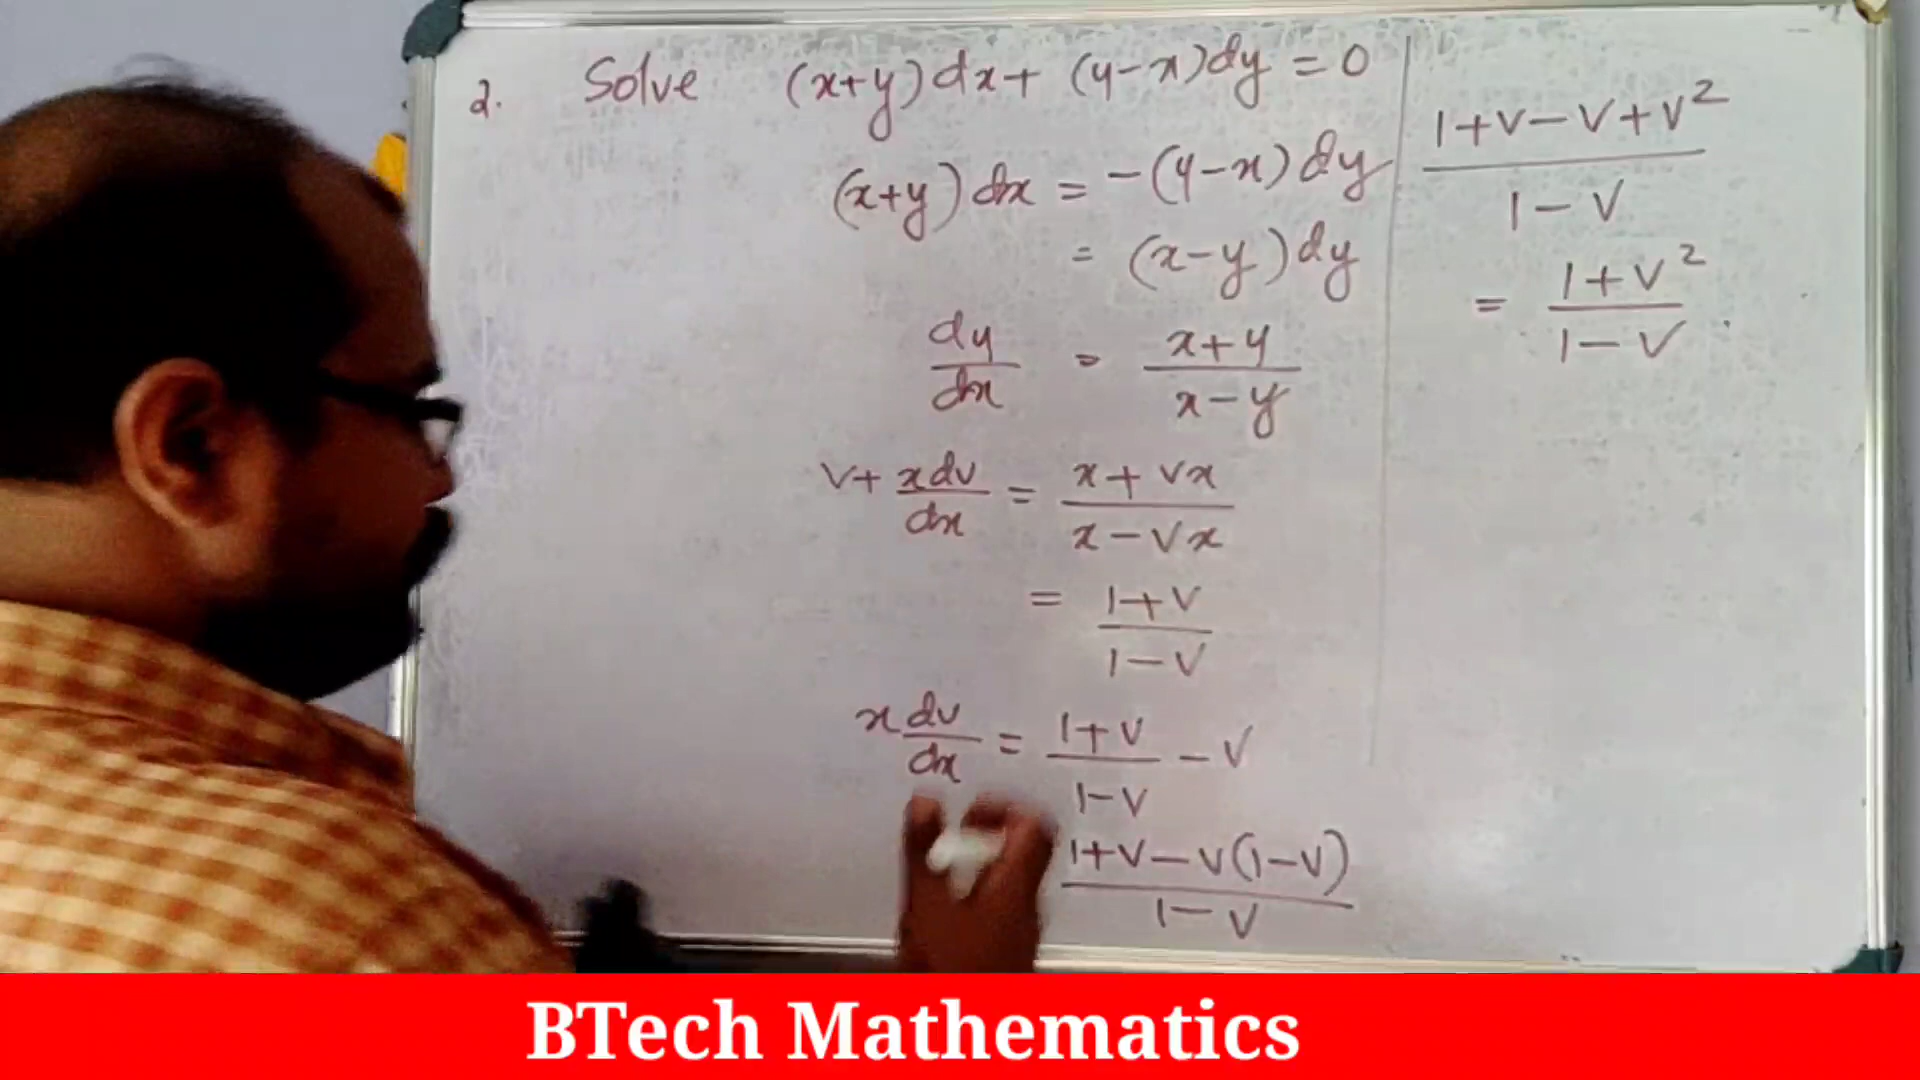 2. Solve (x+y)dx + (y-x)dy = 0
(x+y)dx = -(y-x)dy
= (x-y)dy
dy/dx = x+y/x-y
v + xdv/dx = x+vx/x-vx
= 1+v/1-v
x dv/dx = 1+v/1-v - v
1+v-v(1-v)/1-v
1+v-v+v²/1-v
= 1+v²/1-v.
BTech Mathematics